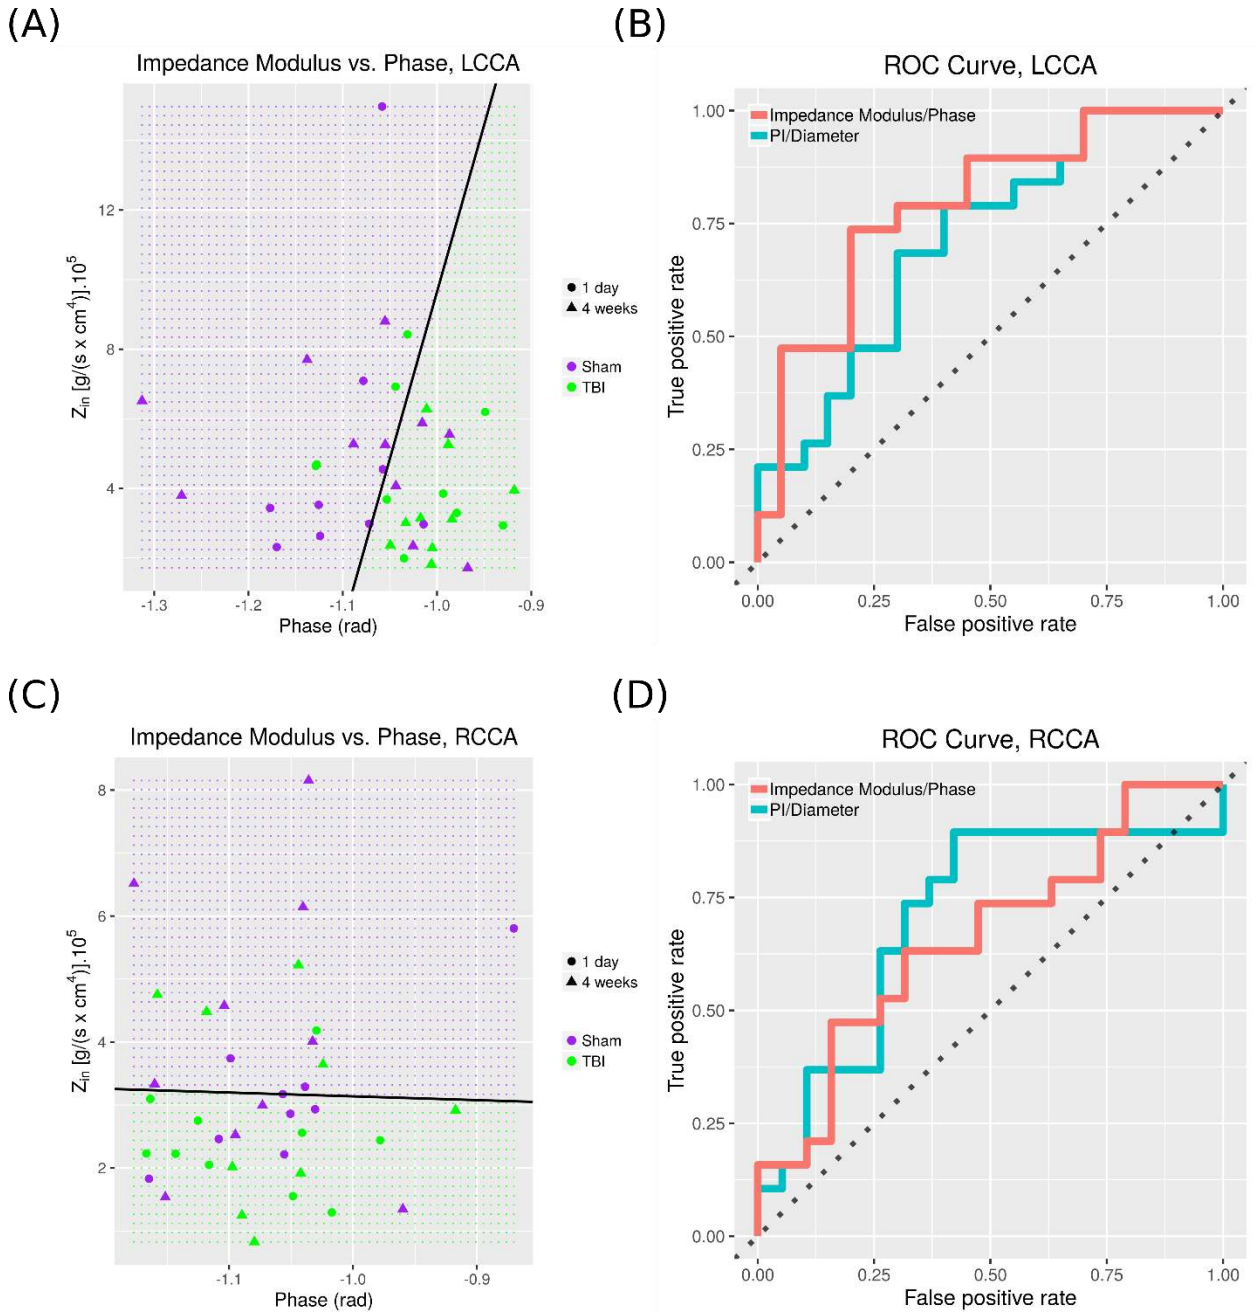 (A)
Impedance Modulus vs. Phase, LCCA
12
8
4
-1.3
-1.2
-1.1
-1.0
-0.9
Phase (rad)
Z_in [g/(s x cm⁴)].10⁵
1 day
4 weeks
Sham
TBI
(B)
ROC Curve, LCCA
Impedance Modulus/Phase
PI/Diameter
1.00
0.75
0.50
0.25
0.00
0.00
0.25
0.50
0.75
1.00
False positive rate
True positive rate
(C)
Impedance Modulus vs. Phase, RCCA
8
6
4
2
-1.1
-1.0
-0.9
Phase (rad)
Z_in [g/(s x cm⁴)].10⁵
1 day
4 weeks
Sham
TBI
(D)
ROC Curve, RCCA
Impedance Modulus/Phase
PI/Diameter
1.00
0.75
0.50
0.25
0.00
0.00
0.25
0.50
0.75
1.00
False positive rate
True positive rate